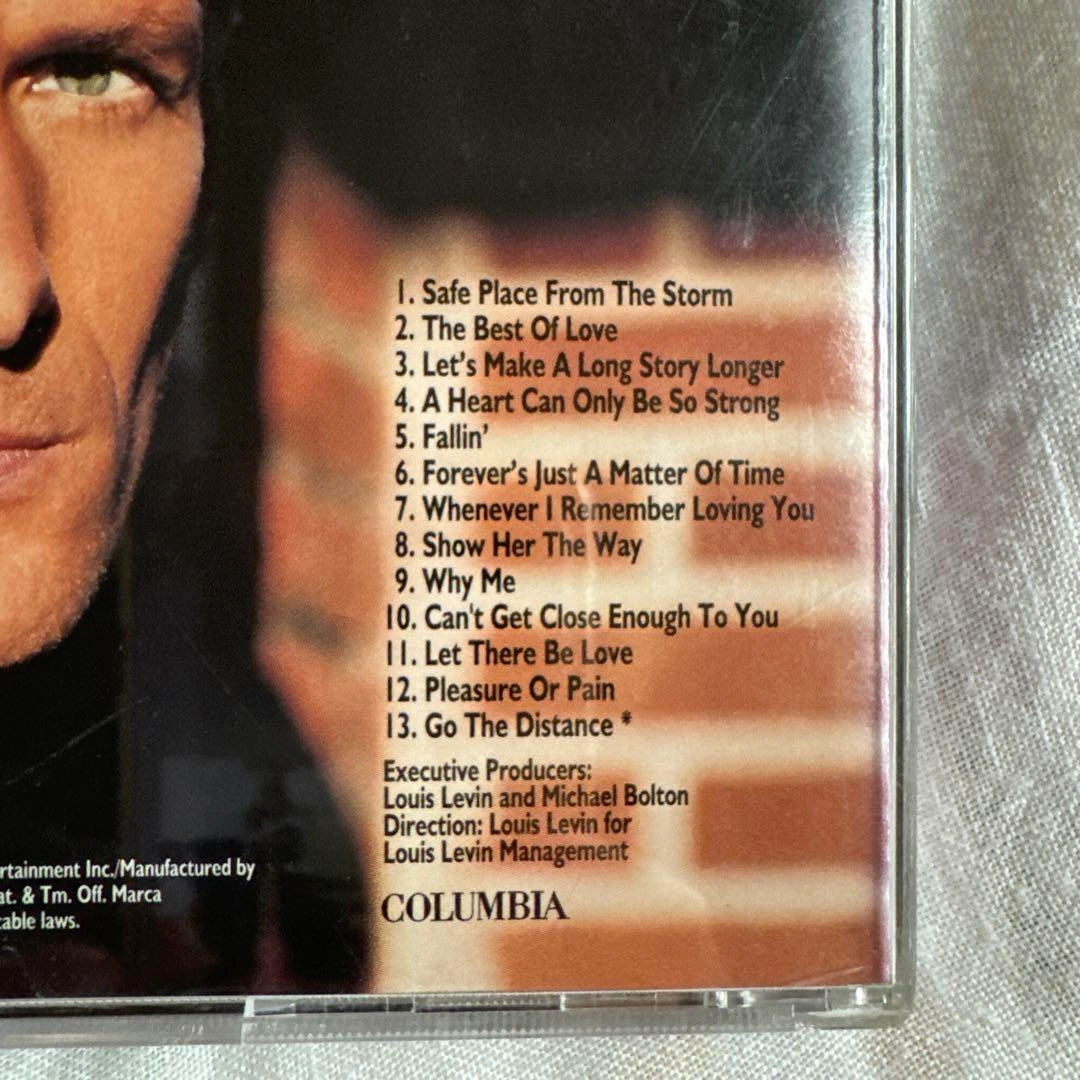 1. Safe Place From The Storm
2. The Best Of Love
3. Let's Make A Long Story Longer
4. A Heart Can Only Be So Strong
5. Fallin'
6. Forever's Just A Matter Of Time
7. Whenever I Remember Loving You
8. Show Her The Way
9. Why Me
10. Can't Get Close Enough To You
11. Let There Be Love
12. Pleasure Or Pain
13. Go The Distance *
Executive Producers:
Louis Levin and Michael Bolton
Direction: Louis Levin for
Louis Levin Management
COLUMBIA
rtainment Inc./Manufactured by
at. & Tm. Off. Marca
cable laws.